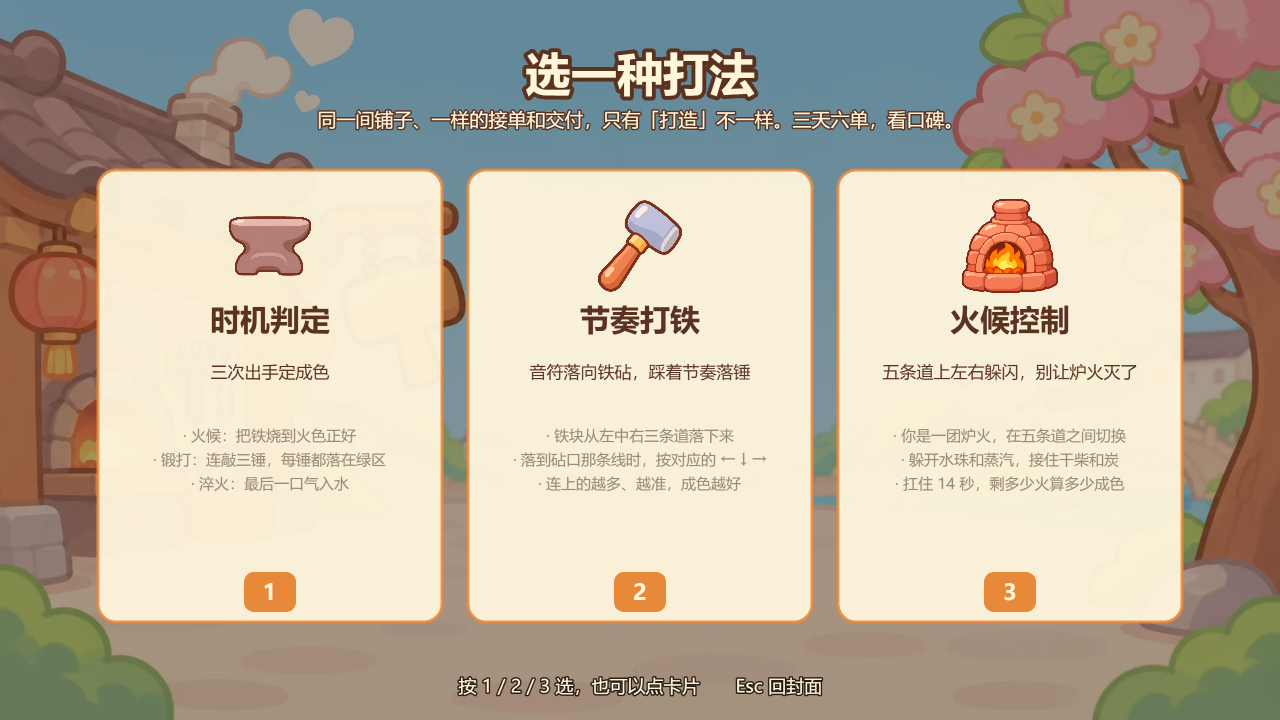 选一种打法
同一间铺子、一样的接单和交付，只有「打造」不一样。三天六单，看口碑。
时机判定
三次出手定成色
· 火候：把铁烧到火色正好
· 锻打：连敲三锤，每锤都落在绿区
· 淬火：最后一口气入水
1
节奏打铁
音符落向铁砧，踩着节奏落锤
· 铁块从左中右三条道落下来
· 落到砧口那条线时，按对应的 ←↓→
· 连上的越多、越准，成色越好
2
火候控制
五条道上左右躲闪，别让炉火灭了
· 你是一团炉火，在五条道之间切换
· 躲开水珠和蒸汽，接住干柴和炭
· 扛住 14 秒，剩多少火算多少成色
3
按 1 / 2 / 3 选，也可以点卡片　　Esc 回封面